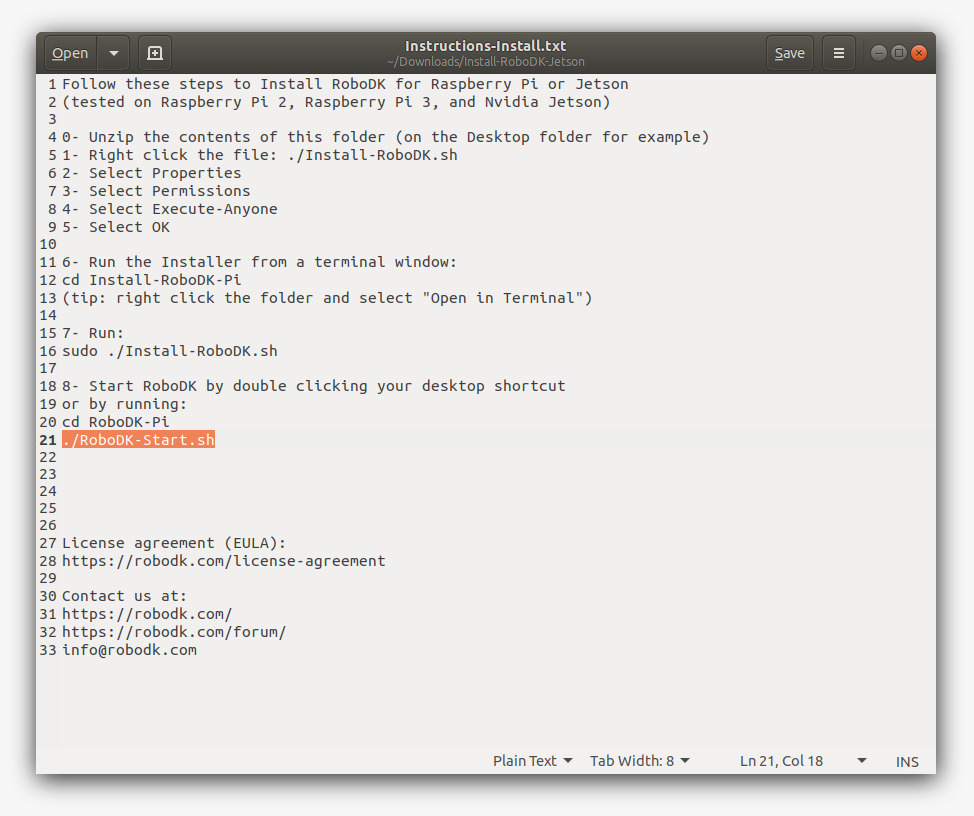 Open
Instructions-Install.txt
~/Downloads/Install-RoboDK-Jetson
Save
1 Follow these steps to Install RoboDK for Raspberry Pi or Jetson
2 (tested on Raspberry Pi 2, Raspberry Pi 3, and Nvidia Jetson)
3
4 0- Unzip the contents of this folder (on the Desktop folder for example)
5 1- Right click the file: ./Install-RoboDK.sh
6 2- Select Properties
7 3- Select Permissions
8 4- Select Execute-Anyone
9 5- Select OK
10
11 6- Run the Installer from a terminal window:
12 cd Install-RoboDK-Pi
13 (tip: right click the folder and select "Open in Terminal")
14
15 7- Run:
16 sudo ./Install-RoboDK.sh
17
18 8- Start RoboDK by double clicking your desktop shortcut
19 or by running:
20 cd RoboDK-Pi
21 ./RoboDK-Start.sh
22
23
24
25
26
27 License agreement (EULA):
28 https://robodk.com/license-agreement
29
30 Contact us at:
31 https://robodk.com/
32 https://robodk.com/forum/
33 info@robodk.com
Plain Text Tab Width: 8 Ln 21, Col 18 INS